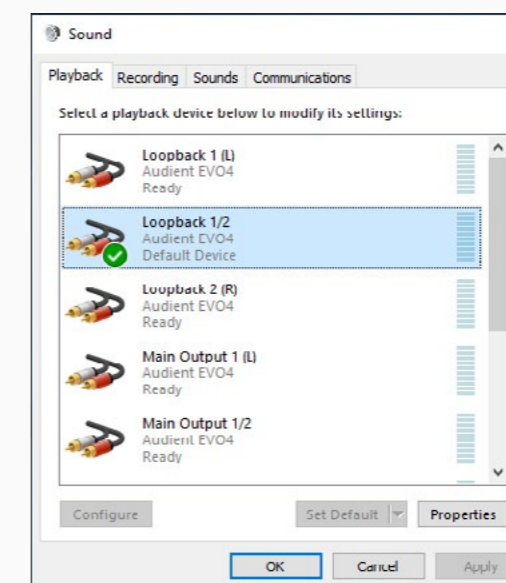 Sound
Playback Recording Sounds Communications
Select a playback device below to modify its settings:
Loopback 1 (L)
Audient EVO4
Ready
Loopback 1/2
Audient EVO4
Default Device
Loopback 2 (R)
Audient EVO4
Ready
Main Output 1 (L)
Audient EVO4
Ready
Main Output 1/2
Audient EVO4
Ready
Configure Set Default Properties
OK Cancel Apply